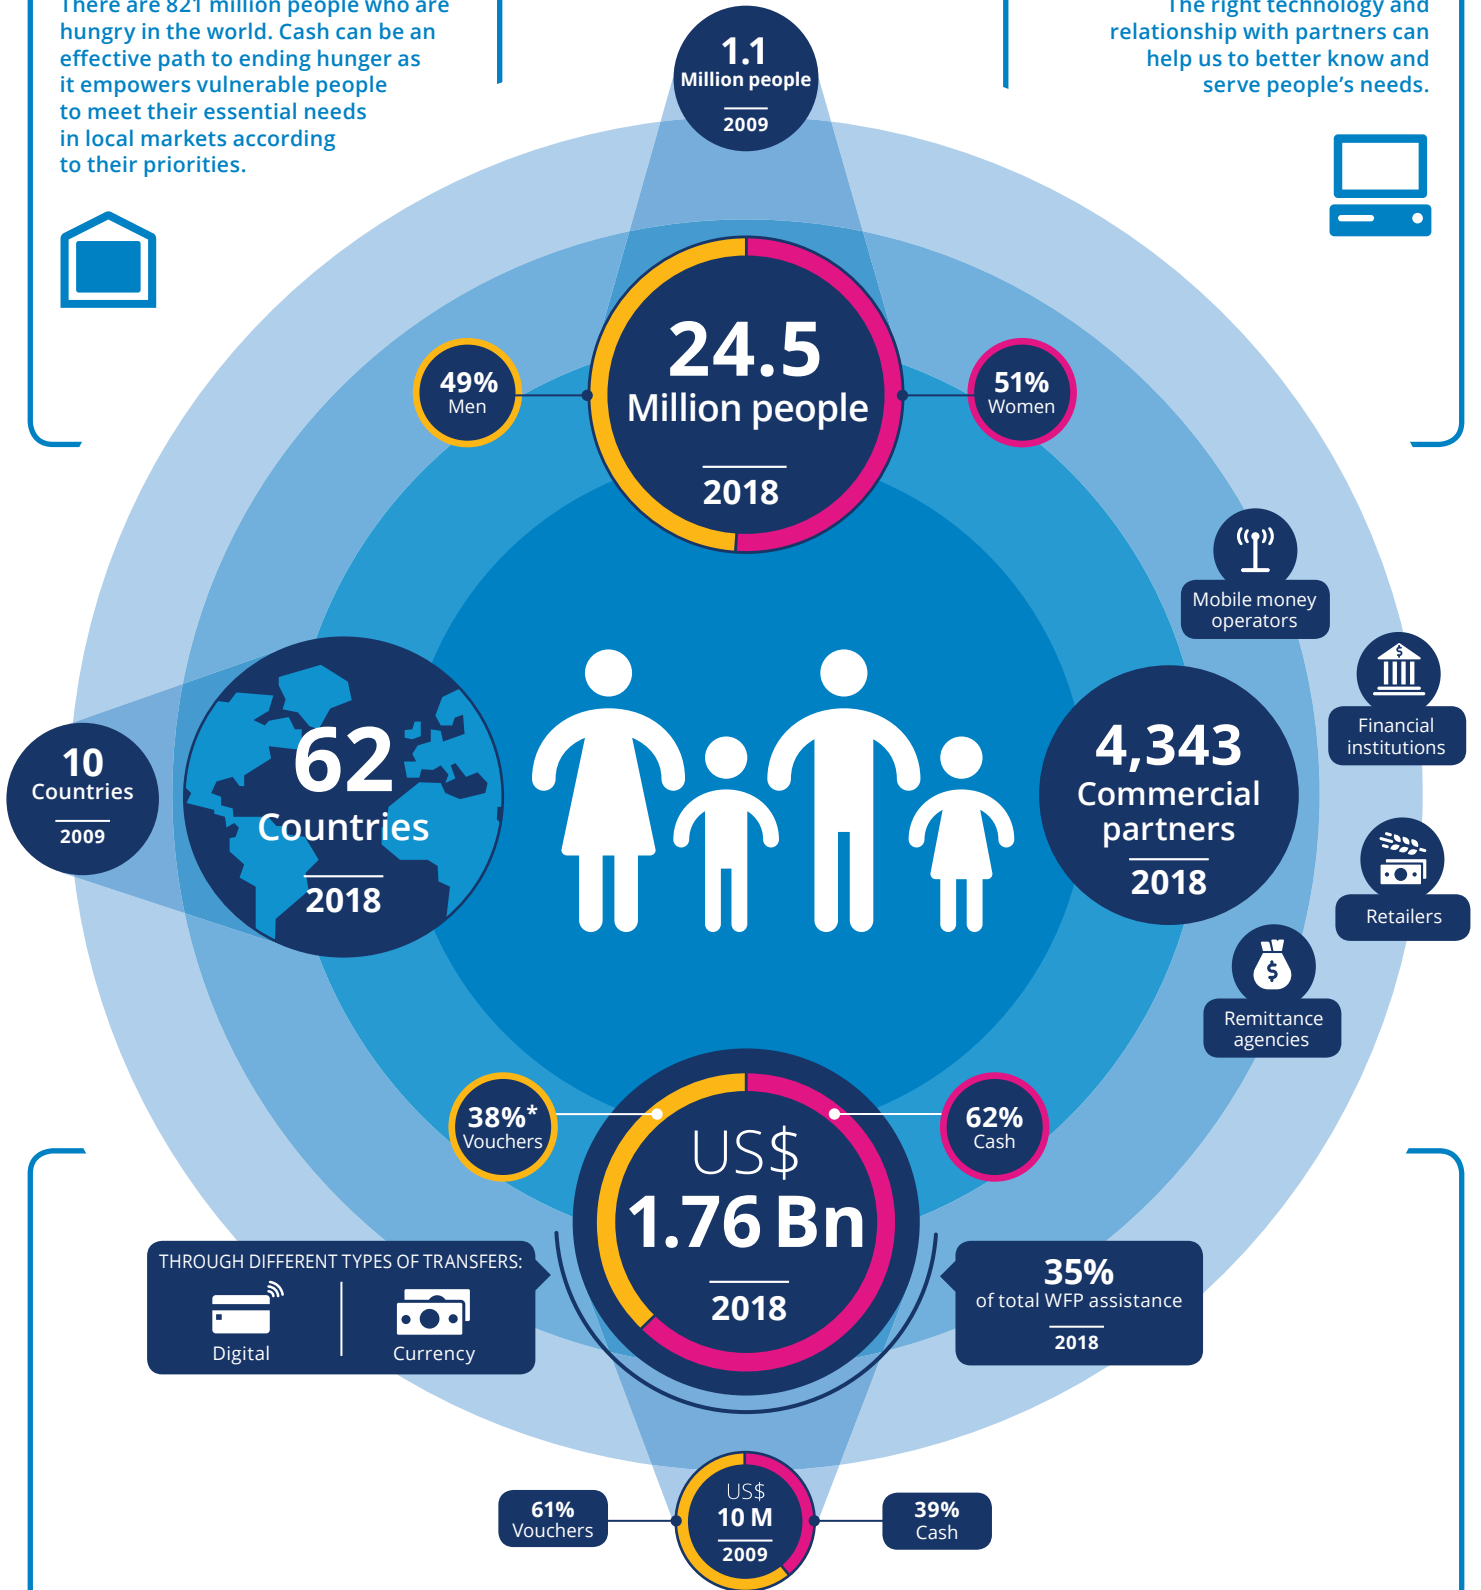 There are 821 million people who are
hungry in the world. Cash can be an
effective path to ending hunger as
it empowers vulnerable people
to meet their essential needs
in local markets according
to their priorities.
The right technology and
relationship with partners can
help us to better know and
serve people's needs.
1.1
Million people
2009
24.5
Million people
2018
49%
Men
51%
Women
Mobile money
operators
Financial
institutions
Retailers
Remittance
agencies
10
Countries
2009
62
Countries
2018
4,343
Commercial
partners
2018
38%*
Vouchers
62%
Cash
US$
1.76 Bn
2018
THROUGH DIFFERENT TYPES OF TRANSFERS:
Digital
Currency
35%
of total WFP assistance
2018
61%
Vouchers
US$
10 M
2009
39%
Cash